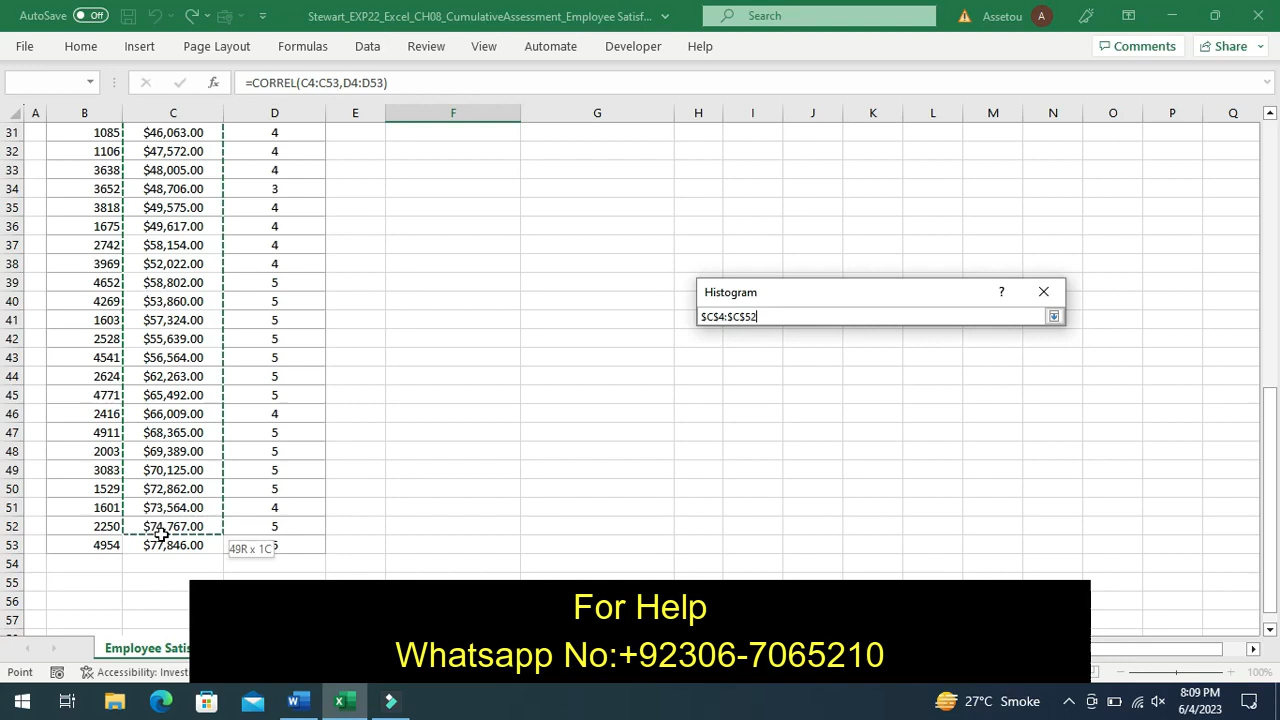 AutoSave Off Stewart_EXP22_Excel_CH08_CumulativeAssessment_Employee Satisf... Search Assetou A
File Home Insert Page Layout Formulas Data Review View Automate Developer Help Comments Share
fx =CORREL(C4:C53,D4:D53)
A B C D E F G H I J K L M N O P Q
31 1085 $46,063.00 4
32 1106 $47,572.00 4
33 3638 $48,005.00 4
34 3652 $48,706.00 3
35 3818 $49,575.00 4
36 1675 $49,617.00 4
37 2742 $58,154.00 4
38 3969 $52,022.00 4
39 4652 $58,802.00 5
40 4269 $53,860.00 5
41 1603 $57,324.00 5
42 2528 $55,639.00 5
43 4541 $56,564.00 5
44 2624 $62,263.00 5
45 4771 $65,492.00 5
46 2416 $66,009.00 4
47 4911 $68,365.00 5
48 2003 $69,389.00 5
49 3083 $70,125.00 5
50 1529 $72,862.00 5
51 1601 $73,564.00 4
52 2250 $74,767.00 5
53 4954 $77,846.00 5
49R x 1C
54
55
56
57
Histogram ?
$C$4:$C$52
For Help
Whatsapp No:+92306-7065210
Employee Satis
Point Accessibility: Invest 100%
27°C Smoke 8:09 PM
6/4/2023